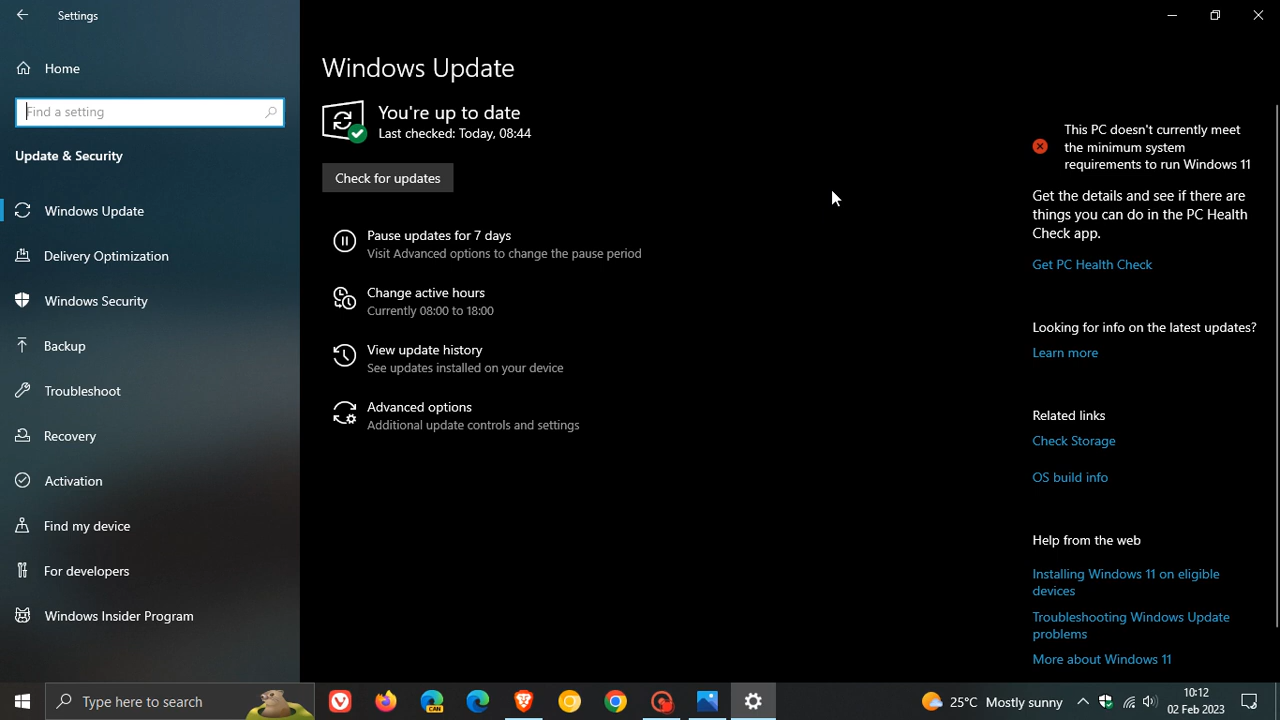 Settings
Home
Find a setting
Update & Security
Windows Update
Delivery Optimization
Windows Security
Backup
Troubleshoot
Recovery
Activation
Find my device
For developers
Windows Insider Program
Windows Update
You're up to date
Last checked: Today, 08:44
Check for updates
Pause updates for 7 days
Visit Advanced options to change the pause period
Change active hours
Currently 08:00 to 18:00
View update history
See updates installed on your device
Advanced options
Additional update controls and settings
This PC doesn't currently meet
the minimum system
requirements to run Windows 11
Get the details and see if there are
things you can do in the PC Health
Check app.
Get PC Health Check
Looking for info on the latest updates?
Learn more
Related links
Check Storage
OS build info
Help from the web
Installing Windows 11 on eligible
devices
Troubleshooting Windows Update
problems
More about Windows 11
Type here to search
CAN
25°C Mostly sunny
10:12
02 Feb 2023